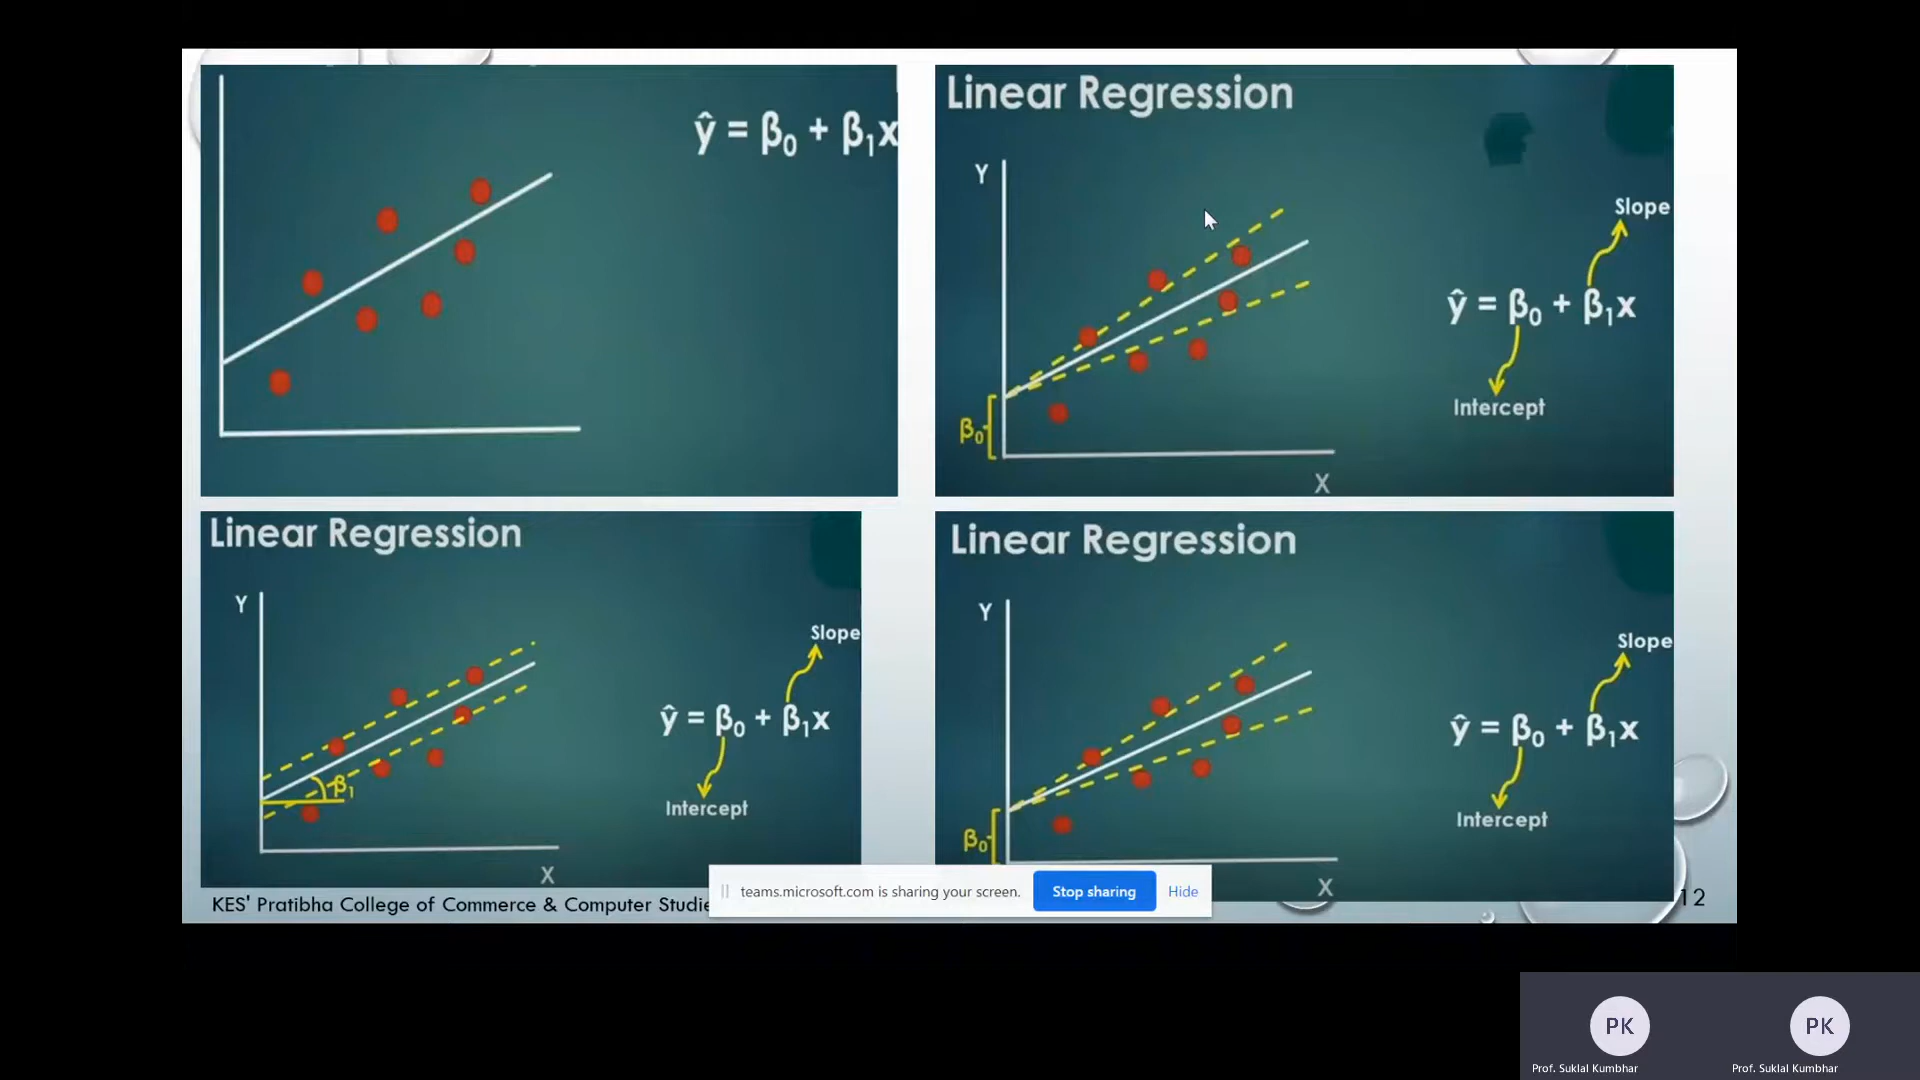 ŷ = β₀ + β₁x
Linear Regression
Y
Slope
ŷ = β₀ + β₁x
Intercept
β₀
X
Linear Regression
Y
Slope
ŷ = β₀ + β₁x
β₁
Intercept
X
Linear Regression
Y
Slope
ŷ = β₀ + β₁x
Intercept
β₀
X
teams.microsoft.com is sharing your screen.
Stop sharing
Hide
KES' Pratibha College of Commerce & Computer Studie
12
PK
PK
Prof. Suklal Kumbhar
Prof. Suklal Kumbhar